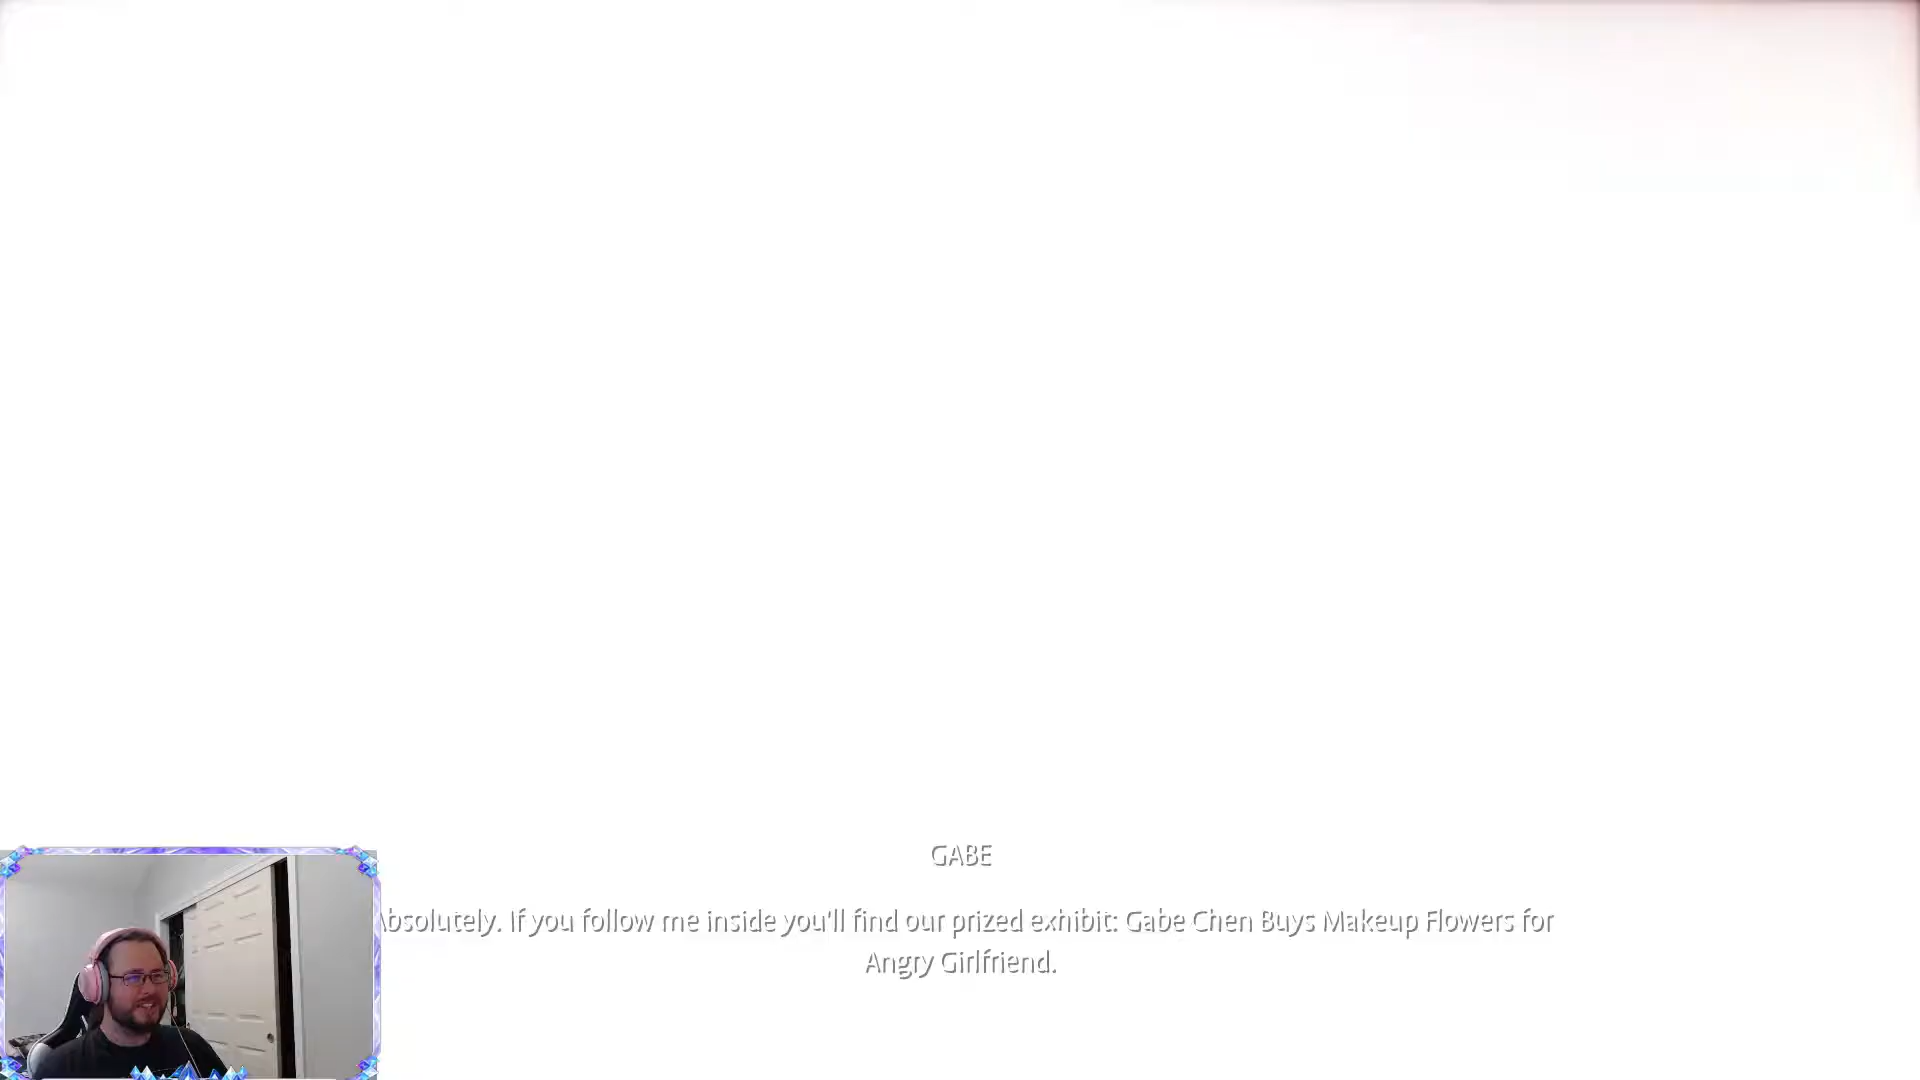 GABE
Absolutely. If you follow me inside you'll find our prized exhibit: Gabe Chen Buys Makeup Flowers for
Angry Girlfriend.